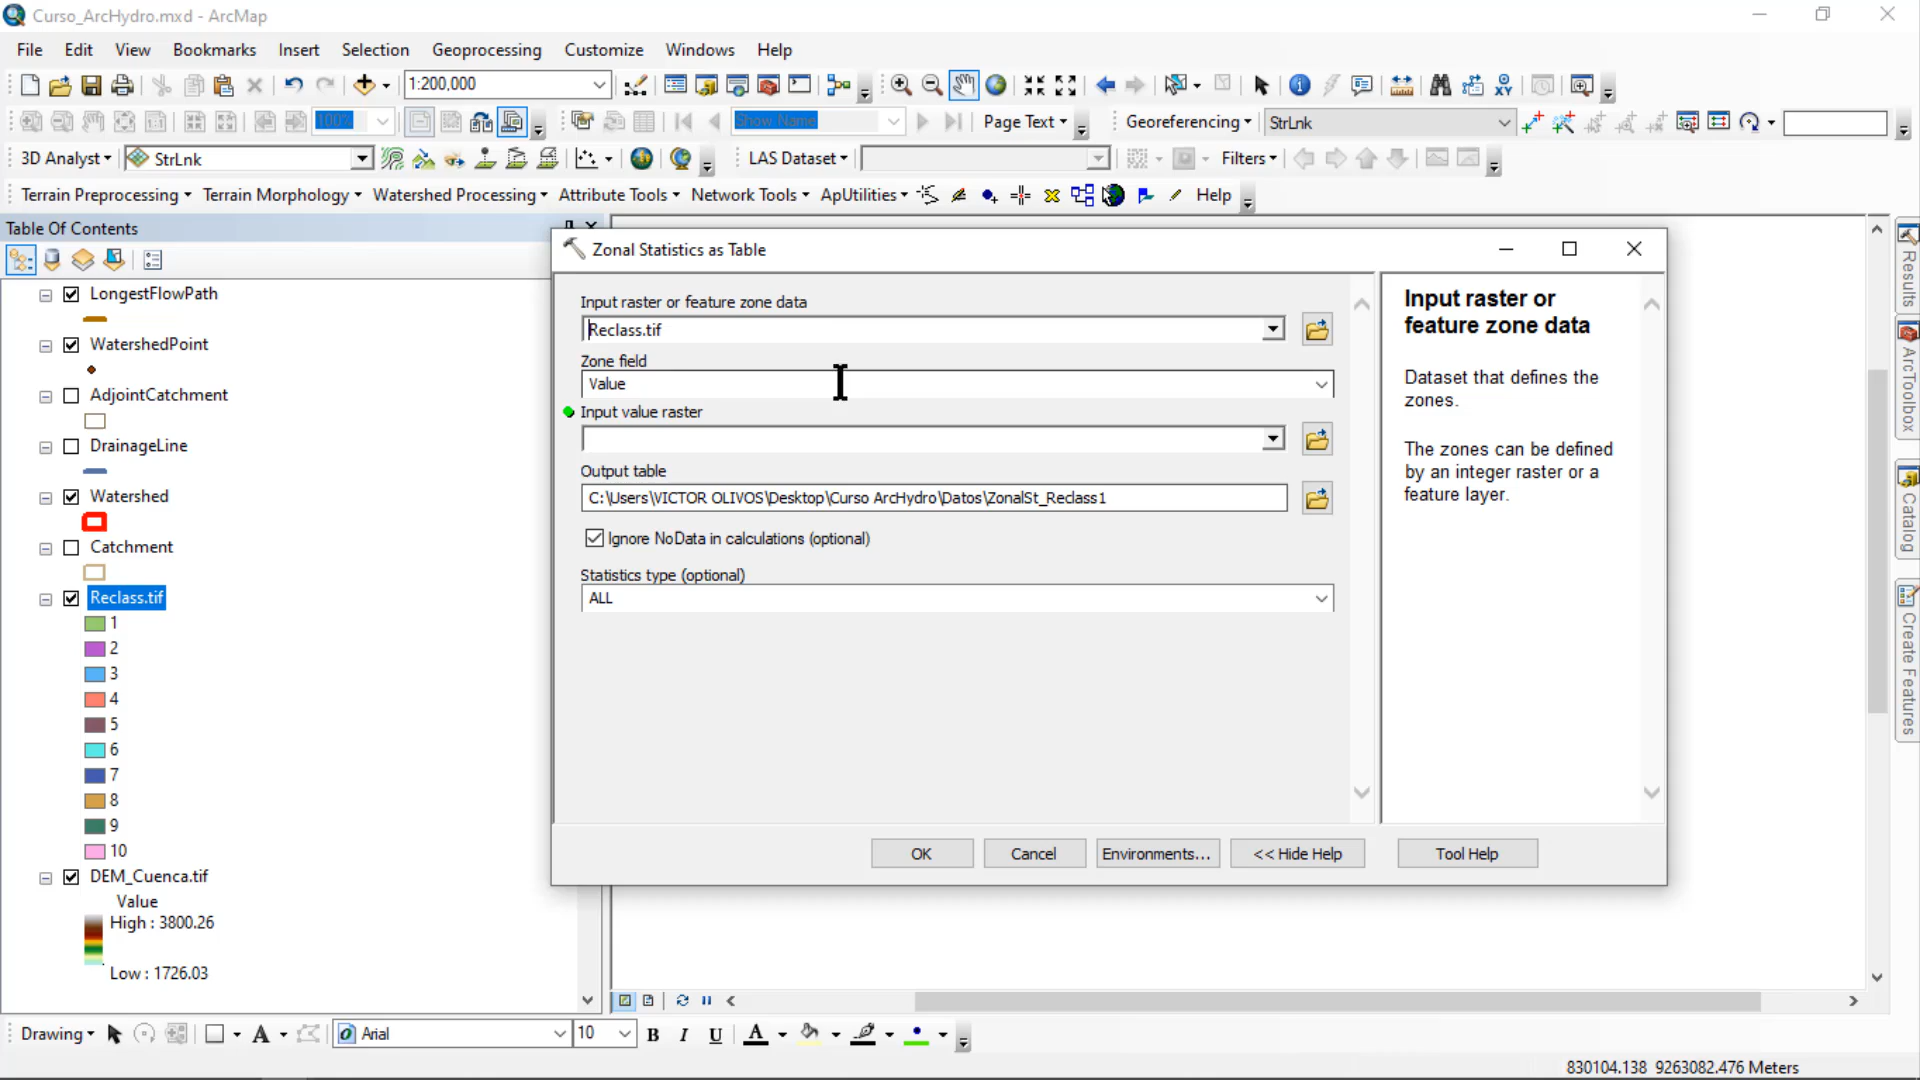 Curso_ArcHydro.mxd - ArcMap
File Edit View Bookmarks Insert Selection Geoprocessing Customize Windows Help
1:200,000
100% Show Name Page Text Georeferencing StrLnk
3D Analyst StrLnk LAS Dataset Filters
Terrain Preprocessing Terrain Morphology Watershed Processing Attribute Tools Network Tools ApUtilities Help
Table Of Contents
LongestFlowPath
WatershedPoint
AdjointCatchment
DrainageLine
Watershed
Catchment
Reclass.tif
1
2
3
4
5
6
7
8
9
10
DEM_Cuenca.tif
Value
High : 3800.26
Low : 1726.03
Zonal Statistics as Table
Input raster or feature zone data
Reclass.tif
Zone field
Value
Input value raster
Output table
C:\Users\VICTOR OLIVOS\Desktop\Curso ArcHydro\Datos\ZonalSt_Reclass1
Ignore NoData in calculations (optional)
Statistics type (optional)
ALL
OK Cancel Environments... << Hide Help Tool Help
Input raster or
feature zone data
Dataset that defines the
zones.
The zones can be defined
by an integer raster or a
feature layer.
Results
ArcToolbox
Catalog
Create Features
Drawing A Arial 10 B I U A
830104.138 9263082.476 Meters